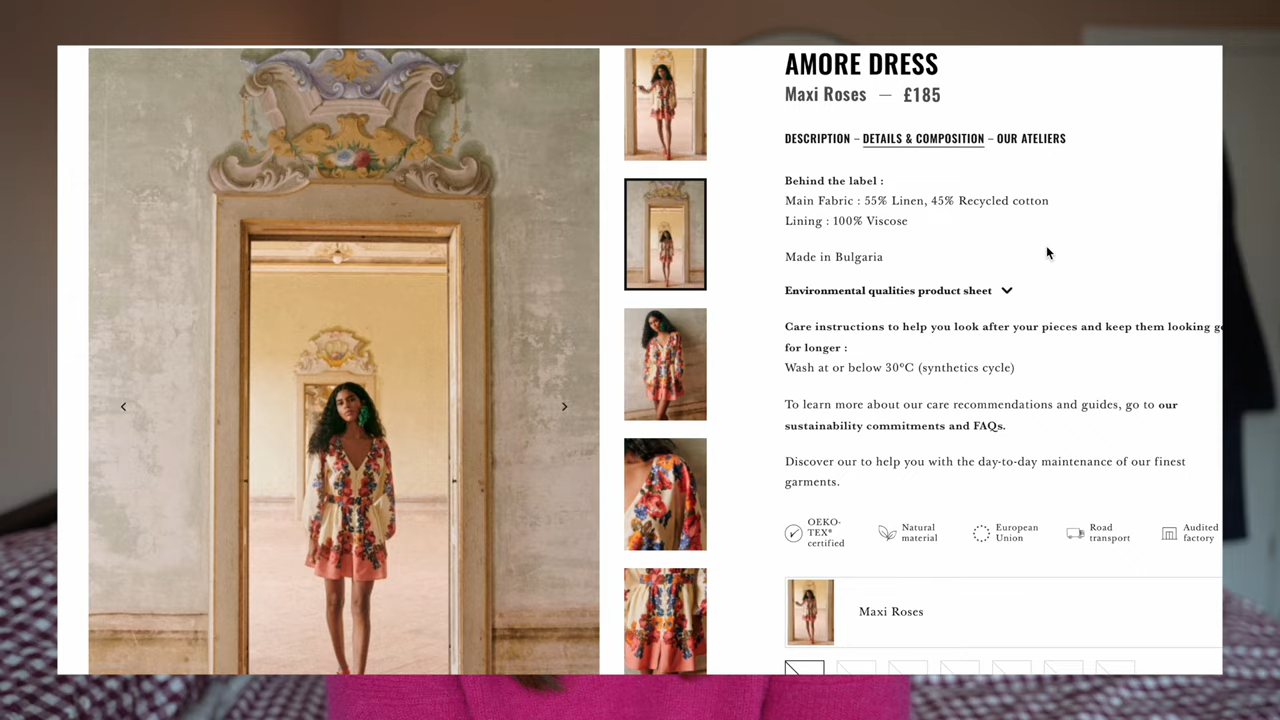 AMORE DRESS
Maxi Roses — £185
DESCRIPTION – DETAILS & COMPOSITION – OUR ATELIERS
Behind the label :
Main Fabric : 55% Linen, 45% Recycled cotton
Lining : 100% Viscose
Made in Bulgaria
Environmental qualities product sheet
Care instructions to help you look after your pieces and keep them looking
for longer :
Wash at or below 30ºC (synthetics cycle)
To learn more about our care recommendations and guides, go to our
sustainability commitments and FAQs.
Discover our to help you with the day-to-day maintenance of our finest
garments.
OEKO-
TEX®
certified
Natural
material
European
Union
Road
transport
Audited
factory
Maxi Roses